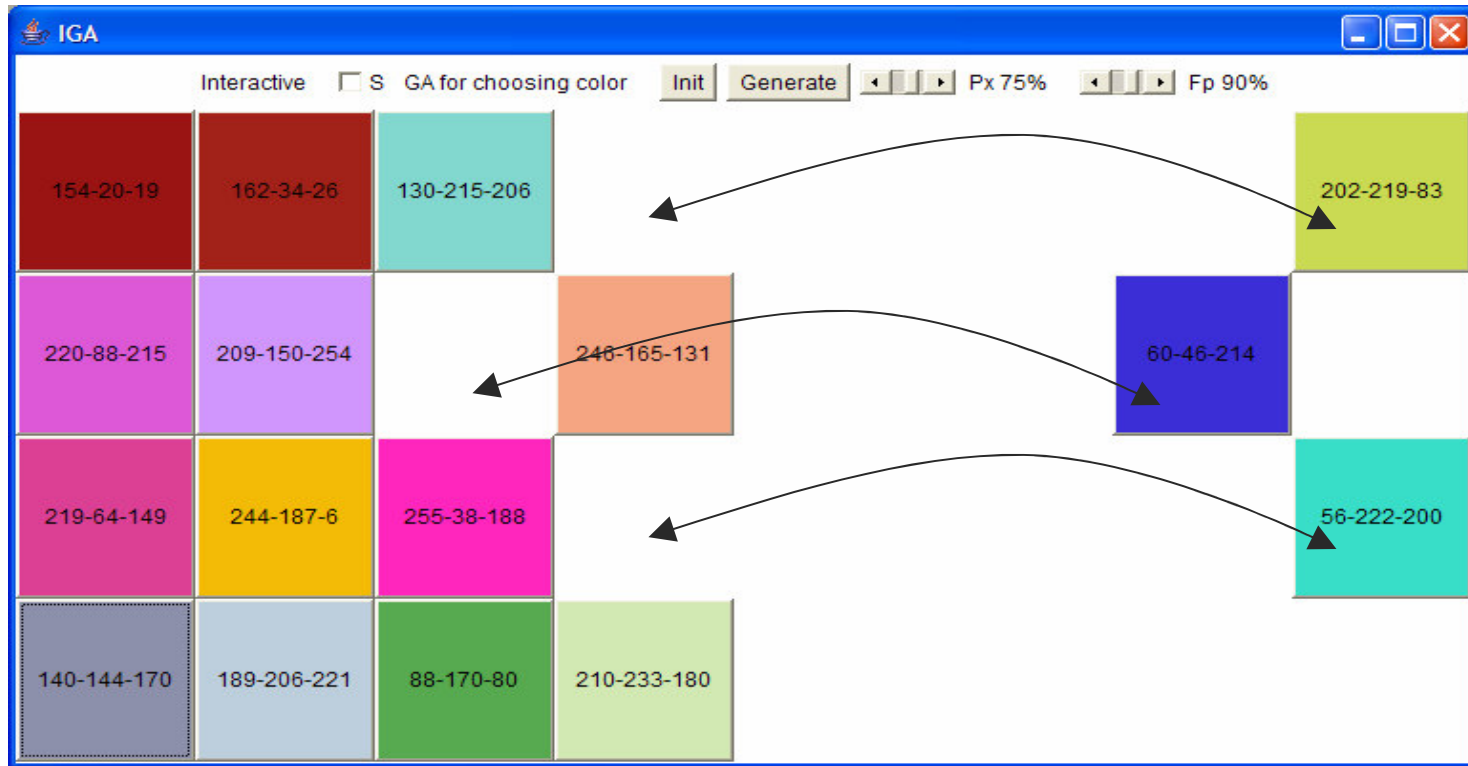 IGA
Interactive S GA for choosing color Init Generate Px 75% Fp 90%
154-20-19 162-34-26 130-215-206 202-219-83
220-88-215 209-150-254 246-165-131 60-46-214
219-64-149 244-187-6 255-38-188 56-222-200
140-144-170 189-206-221 88-170-80 210-233-180